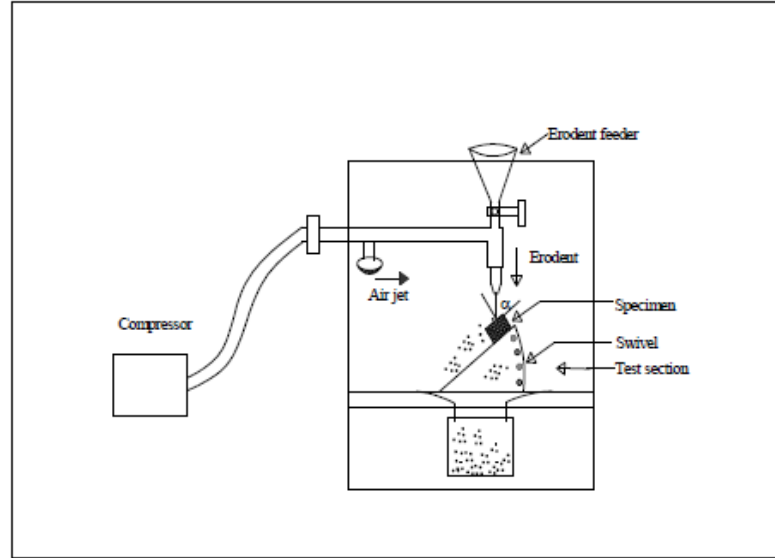 Erodent feeder
Erodent
Air jet
α
Specimen
Compressor
Swivel
Test section